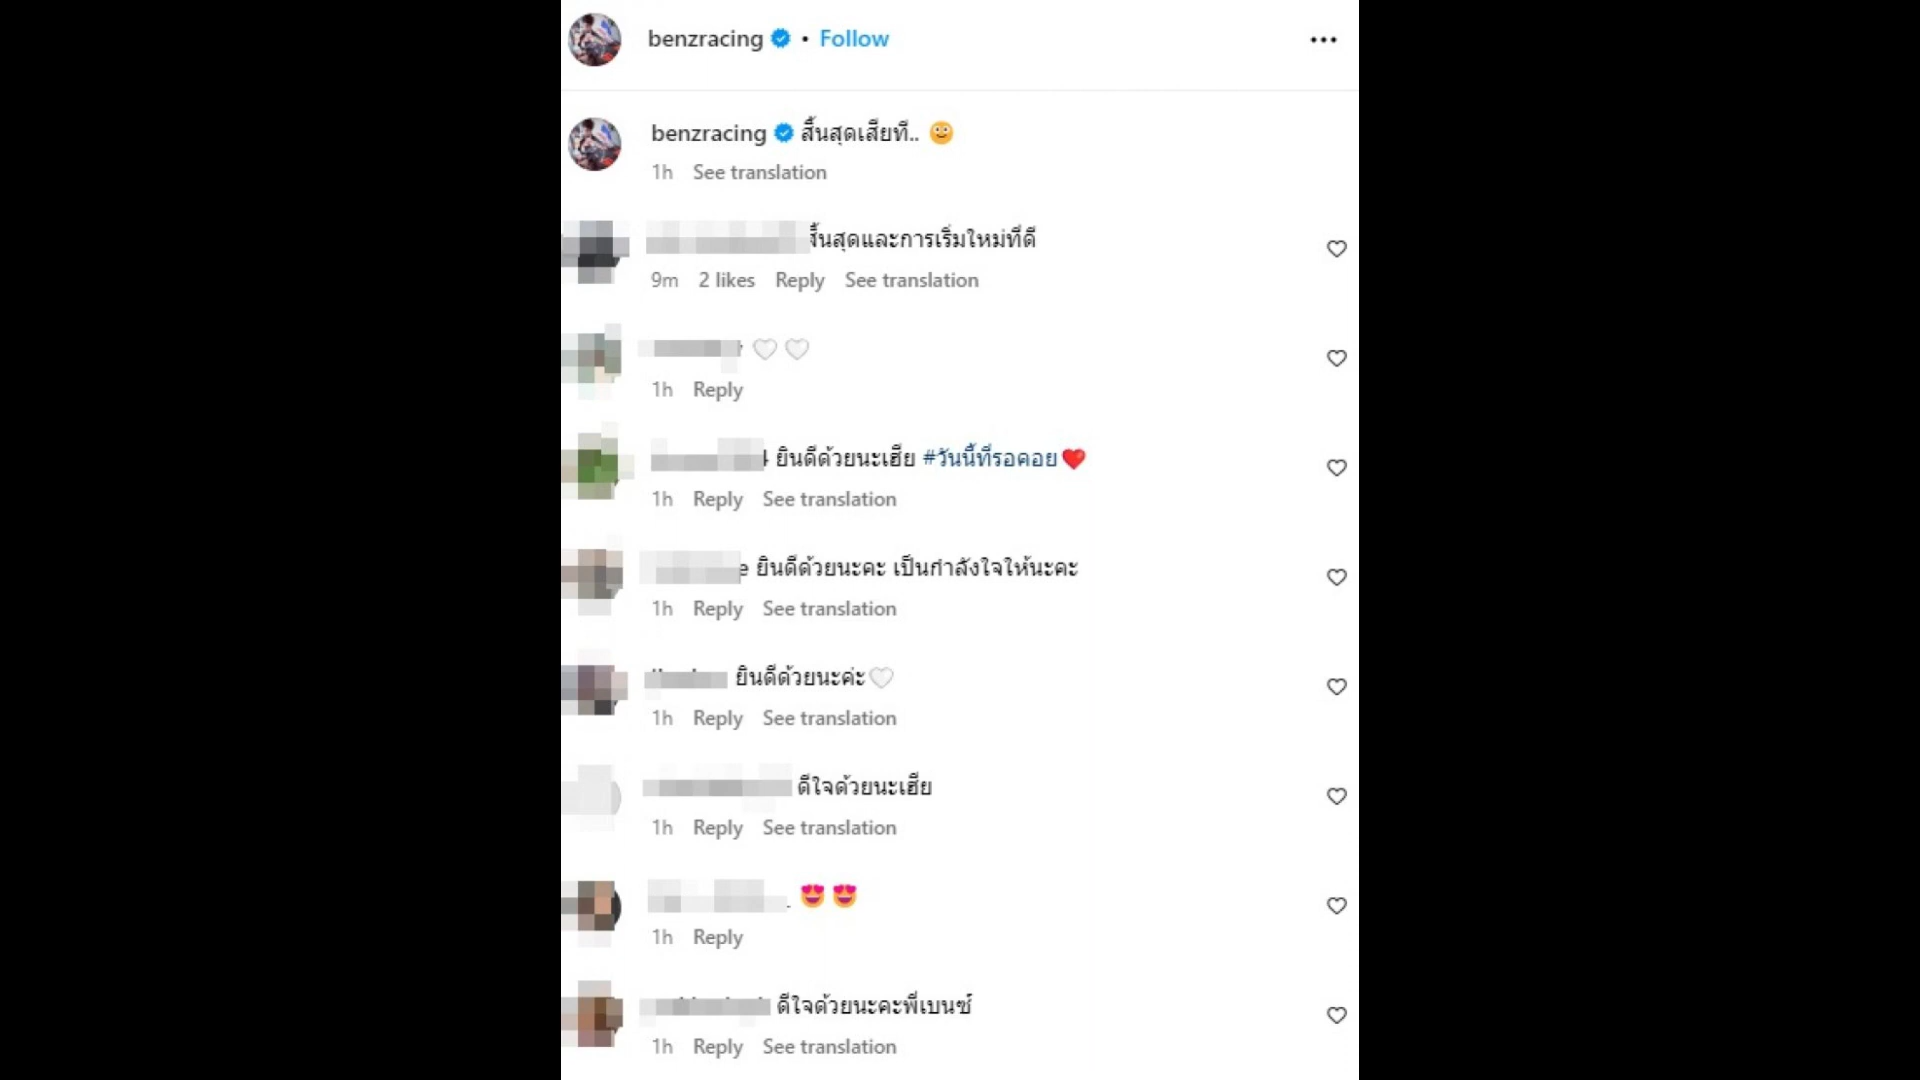 benzracing • Follow
benzracing สิ้นสุดเสียที.. 🙂
1h See translation
สิ้นสุดและการเริ่มใหม่ที่ดี
9m 2 likes Reply See translation
🤍 🤍
1h Reply
4 ยินดีด้วยนะเฮีย #วันนี้ที่รอคอย❤️
1h Reply See translation
e ยินดีด้วยนะคะ เป็นกำลังใจให้นะคะ
1h Reply See translation
ยินดีด้วยนะค่ะ🤍
1h Reply See translation
ดีใจด้วยนะเฮีย
1h Reply See translation
😍 😍
1h Reply
ดีใจด้วยนะคะพี่เบนซ์
1h Reply See translation